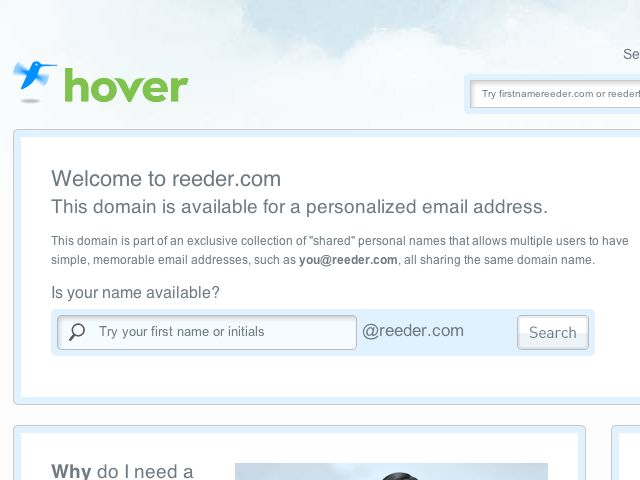 Se
hover
Try firstnamereeder.com or reeder
Welcome to reeder.com
This domain is available for a personalized email address.
This domain is part of an exclusive collection of "shared" personal names that allows multiple users to have
simple, memorable email addresses, such as you@reeder.com, all sharing the same domain name.
Is your name available?
Try your first name or initials
@reeder.com
Search
Why do I need a